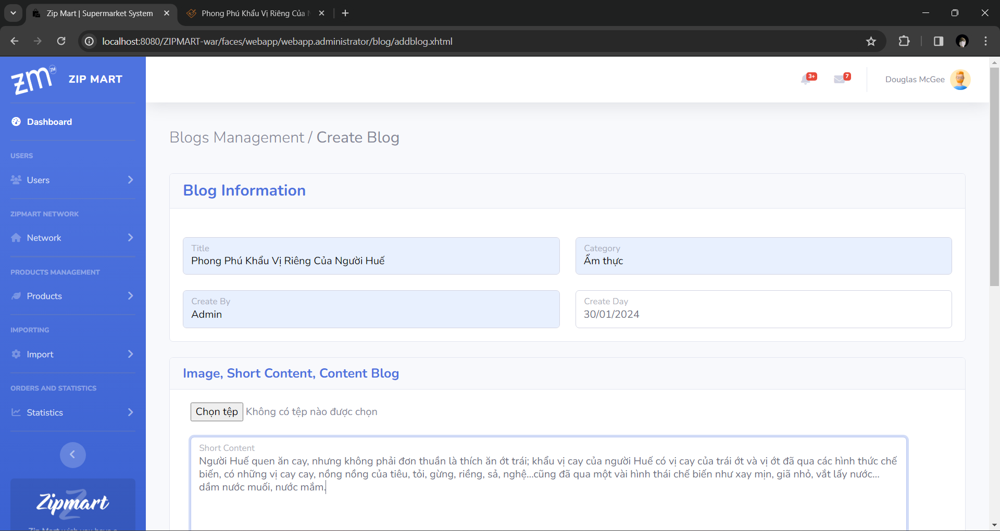 Zip Mart | Supermarket System
Phong Phú Khẩu Vị Riêng Của
localhost:8080/ZIPMART-war/faces/webapp/webapp.administrator/blog/addblog.xhtml
zm ZM
ZIP MART
3+
7
Douglas McGee
Dashboard
USERS
Users
ZIPMART NETWORK
Network
PRODUCTS MANAGEMENT
Products
IMPORTING
Import
ORDERS AND STATISTICS
Statistics
Zipmart
Zip Mart wish you have a
Blogs Management / Create Blog
Blog Information
Title
Phong Phú Khẩu Vị Riêng Của Người Huế
Category
Ẩm thực
Create By
Admin
Create Day
30/01/2024
Image, Short Content, Content Blog
Chọn tệp Không có tệp nào được chọn
Short Content
Người Huế quen ăn cay, nhưng không phải đơn thuần là thích ăn ớt trái; khẩu vị cay của người Huế có vị cay của trái ớt và vị ớt đã qua các hình thức chế
biến, có những vị cay cay, nồng nồng của tiêu, tỏi, gừng, riềng, sả, nghệ...cũng đã qua một vài hình thái chế biến như xay mịn, giã nhỏ, vắt lấy nước...
dầm nước muối, nước mắm.